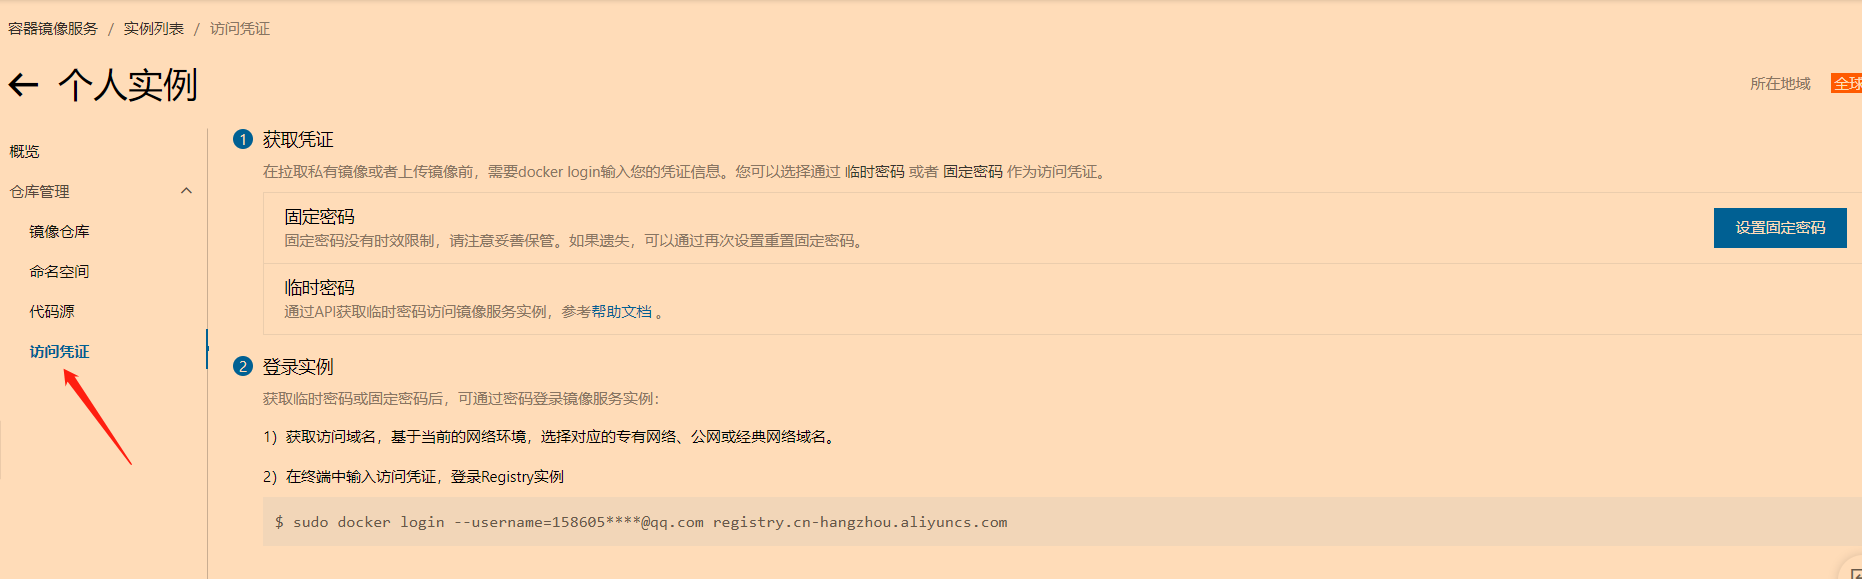 容器镜像服务 / 实例列表 / 访问凭证
个人实例
所在地域 全球
概览
仓库管理
镜像仓库
命名空间
代码源
访问凭证
1 获取凭证
在拉取私有镜像或者上传镜像前，需要docker login输入您的凭证信息。您可以选择通过 临时密码 或者 固定密码 作为访问凭证。
固定密码
固定密码没有时效限制，请注意妥善保管。如果遗失，可以通过再次设置重置固定密码。
设置固定密码
临时密码
通过API获取临时密码访问镜像服务实例，参考帮助文档 。
2 登录实例
获取临时密码或固定密码后，可通过密码登录镜像服务实例：
1）获取访问域名，基于当前的网络环境，选择对应的专有网络、公网或经典网络域名。
2）在终端中输入访问凭证，登录Registry实例
$ sudo docker login --username=158605****@qq.com registry.cn-hangzhou.aliyuncs.com